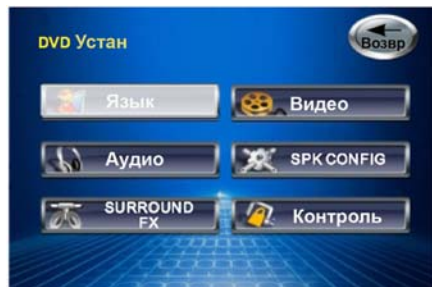 DVD Устан
Возвр
Язык
Видео
Аудио
SPK CONFIG
SURROUND
FX
Контроль